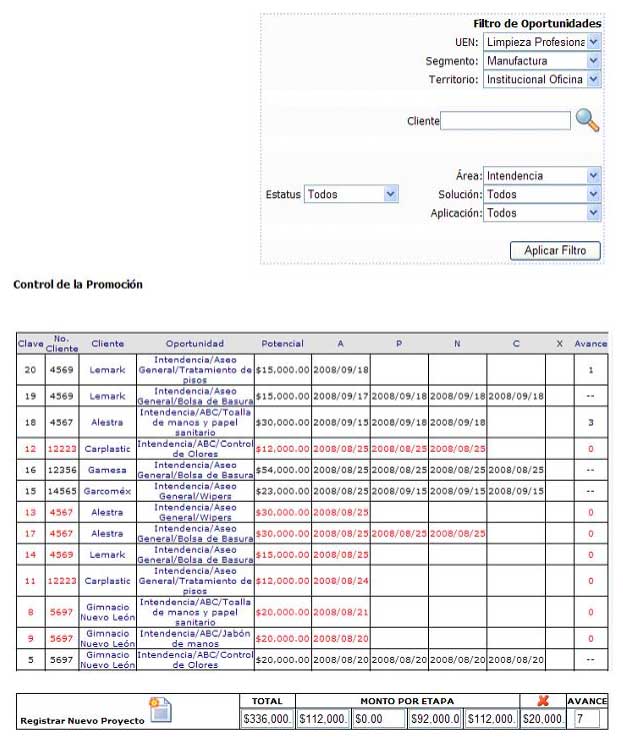 Filtro de Oportunidades
UEN: Limpieza Profesiona
Segmento: Manufactura
Territorio: Institucional Oficina
Cliente
Área: Intendencia
Estatus Todos Solución: Todos
Aplicación: Todos
Aplicar Filtro
Control de la Promoción
Clave No. Cliente Cliente Oportunidad Potencial A P N C X Avance
20 4569 Lemark Intendencia/Aseo General/Tratamiento de pisos $15,000.00 2008/09/18 1
19 4569 Lemark Intendencia/Aseo General/Bolsa de Basura $15,000.00 2008/09/17 2008/09/18 2008/09/18 2008/09/18 --
18 4567 Alestra Intendencia/ABC/Toalla de manos y papel sanitario $30,000.00 2008/09/15 2008/09/18 2008/09/18 3
12 12223 Carplastic Intendencia/ABC/Control de Olores $12,000.00 2008/08/25 2008/08/25 2008/08/25 0
16 12356 Gamesa Intendencia/Aseo General/Bolsa de Basura $54,000.00 2008/08/25 2008/08/25 2008/08/25 2008/08/25 --
15 14565 Garcoméx Intendencia/Aseo General/Wipers $23,000.00 2008/08/25 2008/09/15 2008/09/15 2008/09/15 --
13 4567 Alestra Intendencia/Aseo General/Wipers $30,000.00 2008/08/25 0
17 4567 Alestra Intendencia/Aseo General/Bolsa de Basura $30,000.00 2008/08/25 2008/08/25 2008/08/25 0
14 4569 Lemark Intendencia/Aseo General/Bolsa de Basura $15,000.00 2008/08/25 0
11 12223 Carplastic Intendencia/Aseo General/Tratamiento de pisos $12,000.00 2008/08/24 0
8 5697 Gimnacio Nuevo León Intendencia/ABC/Toalla de manos y papel sanitario $20,000.00 2008/08/21 0
9 5697 Gimnacio Nuevo León Intendencia/ABC/Jabón de manos $20,000.00 2008/08/20 0
5 5697 Gimnacio Nuevo León Intendencia/ABC/Control de Olores $20,000.00 2008/08/20 2008/08/20 2008/08/20 2008/08/20 --
TOTAL MONTO POR ETAPA AVANCE
Registrar Nuevo Proyecto $336,000. $112,000. $0.00 $92,000.0 $112,000. $20,000. 7